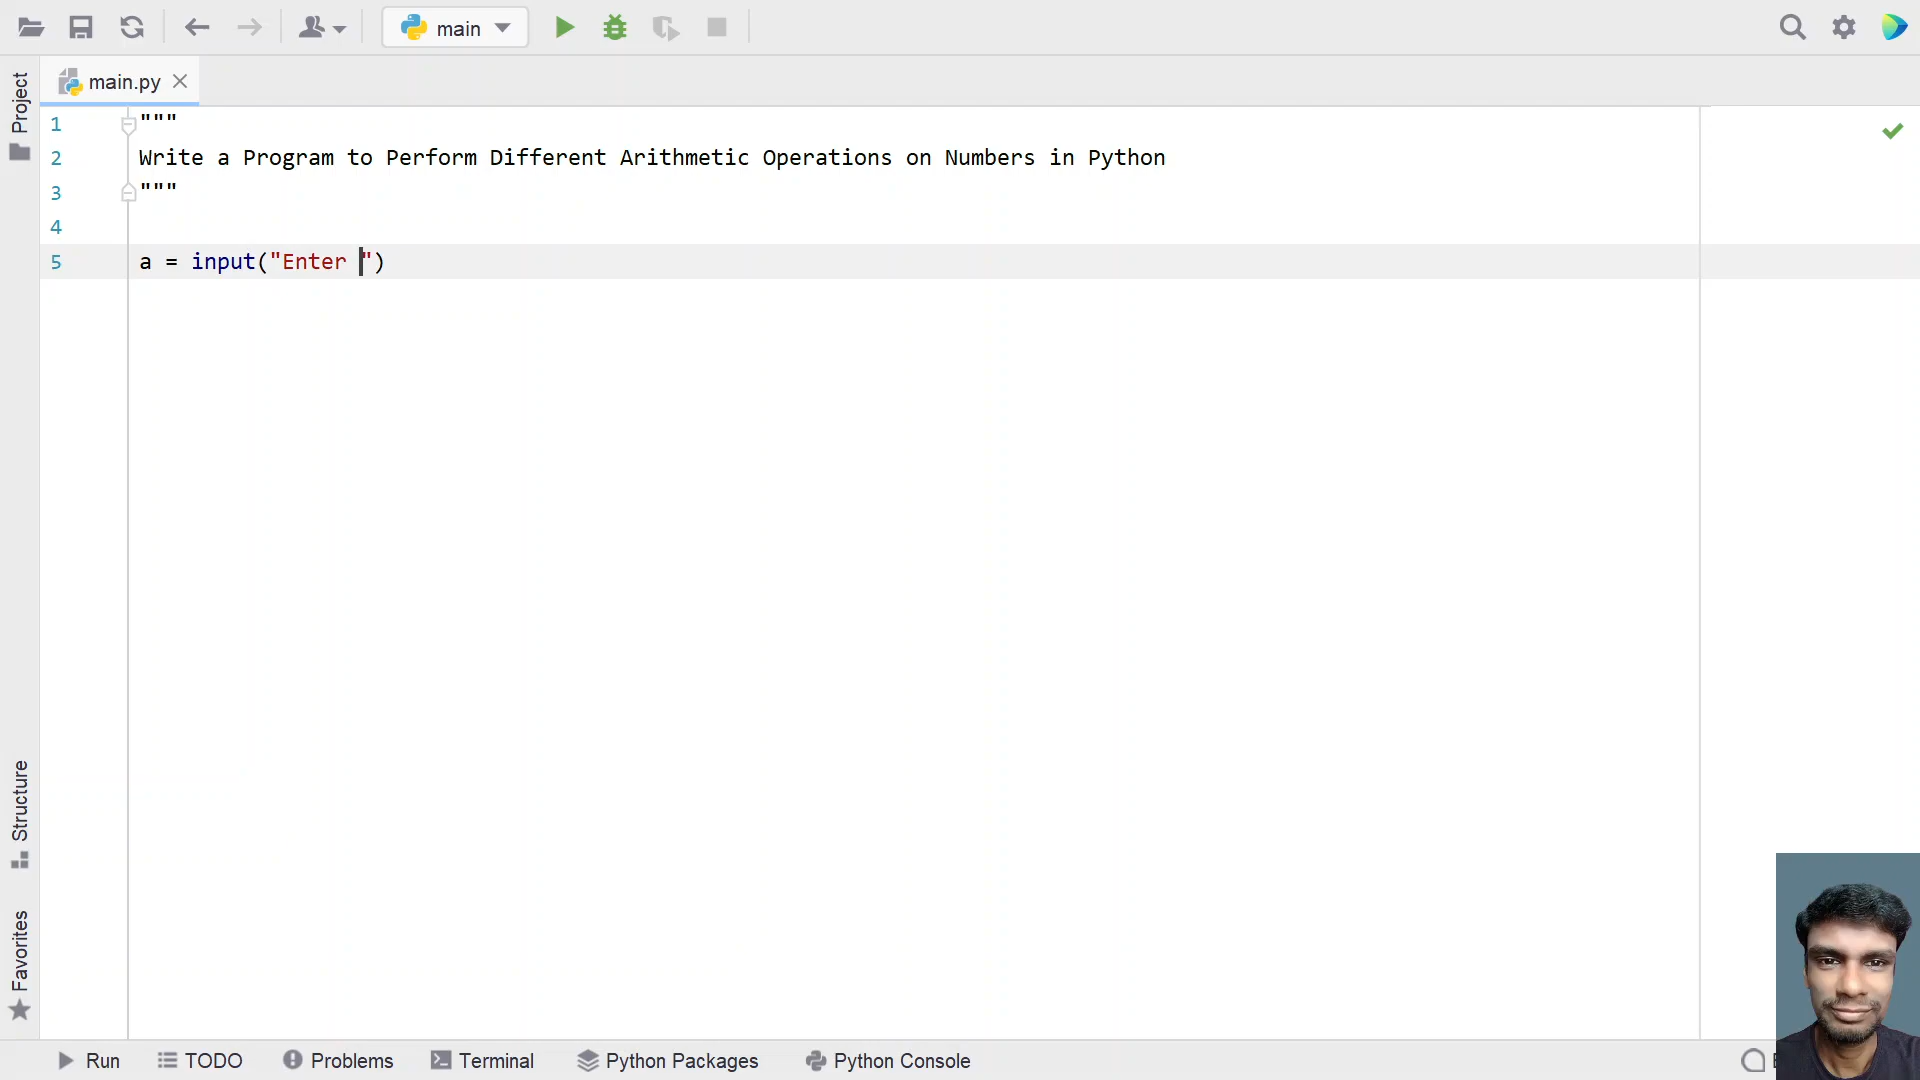 main
main.py
Project
1 """
2 Write a Program to Perform Different Arithmetic Operations on Numbers in Python
3 """
4
5 a = input("Enter ")
Structure
Favorites
Run TODO Problems Terminal Python Packages Python Console